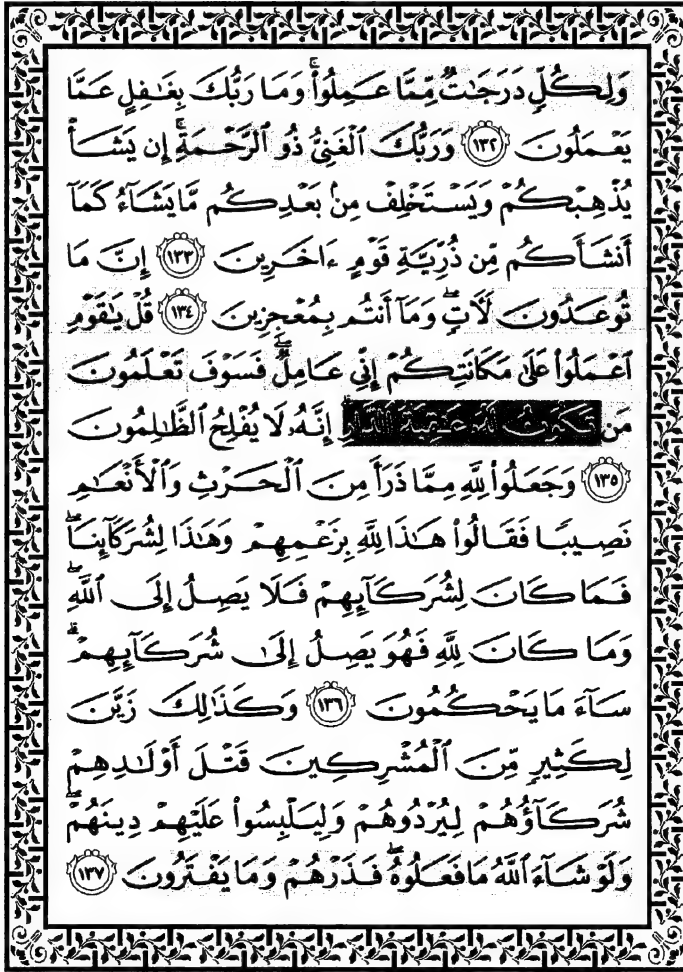 وَلِكُلٍّ دَرَجَٰتٌ مِّمَّا عَمِلُوا۟ ۚ وَمَا رَبُّكَ بِغَٰفِلٍ عَمَّا
يَعْمَلُونَ ﴿١٣٢﴾ وَرَبُّكَ ٱلْغَنِىُّ ذُو ٱلرَّحْمَةِ ۚ إِن يَشَأْ
يُذْهِبْكُمْ وَيَسْتَخْلِفْ مِنۢ بَعْدِكُم مَّا يَشَآءُ كَمَآ
أَنشَأَكُم مِّن ذُرِّيَّةِ قَوْمٍ ءَاخَرِينَ ﴿١٣٣﴾ إِنَّ مَا
تُوعَدُونَ لَـَٔاتٍ ۖ وَمَآ أَنتُم بِمُعْجِزِينَ ﴿١٣٤﴾ قُلْ يَٰقَوْمِ
ٱعْمَلُوا۟ عَلَىٰ مَكَانَتِكُمْ إِنِّى عَامِلٌ ۖ فَسَوْفَ تَعْلَمُونَ
مَن تَكُونُ لَهُۥ عَٰقِبَةُ ٱلدَّارِ ۗ إِنَّهُۥ لَا يُفْلِحُ ٱلظَّٰلِمُونَ
﴿١٣٥﴾ وَجَعَلُوا۟ لِلَّهِ مِمَّا ذَرَأَ مِنَ ٱلْحَرْثِ وَٱلْأَنْعَٰمِ
نَصِيبًا فَقَالُوا۟ هَٰذَا لِلَّهِ بِزَعْمِهِمْ وَهَٰذَا لِشُرَكَآئِنَا ۖ
فَمَا كَانَ لِشُرَكَآئِهِمْ فَلَا يَصِلُ إِلَى ٱللَّهِ ۖ
وَمَا كَانَ لِلَّهِ فَهُوَ يَصِلُ إِلَىٰ شُرَكَآئِهِمْ ۗ
سَآءَ مَا يَحْكُمُونَ ﴿١٣٦﴾ وَكَذَٰلِكَ زَيَّنَ
لِكَثِيرٍ مِّنَ ٱلْمُشْرِكِينَ قَتْلَ أَوْلَٰدِهِمْ
شُرَكَآؤُهُمْ لِيُرْدُوهُمْ وَلِيَلْبِسُوا۟ عَلَيْهِمْ دِينَهُمْ ۖ
وَلَوْ شَآءَ ٱللَّهُ مَا فَعَلُوهُ ۖ فَذَرْهُمْ وَمَا يَفْتَرُونَ ﴿١٣٧﴾